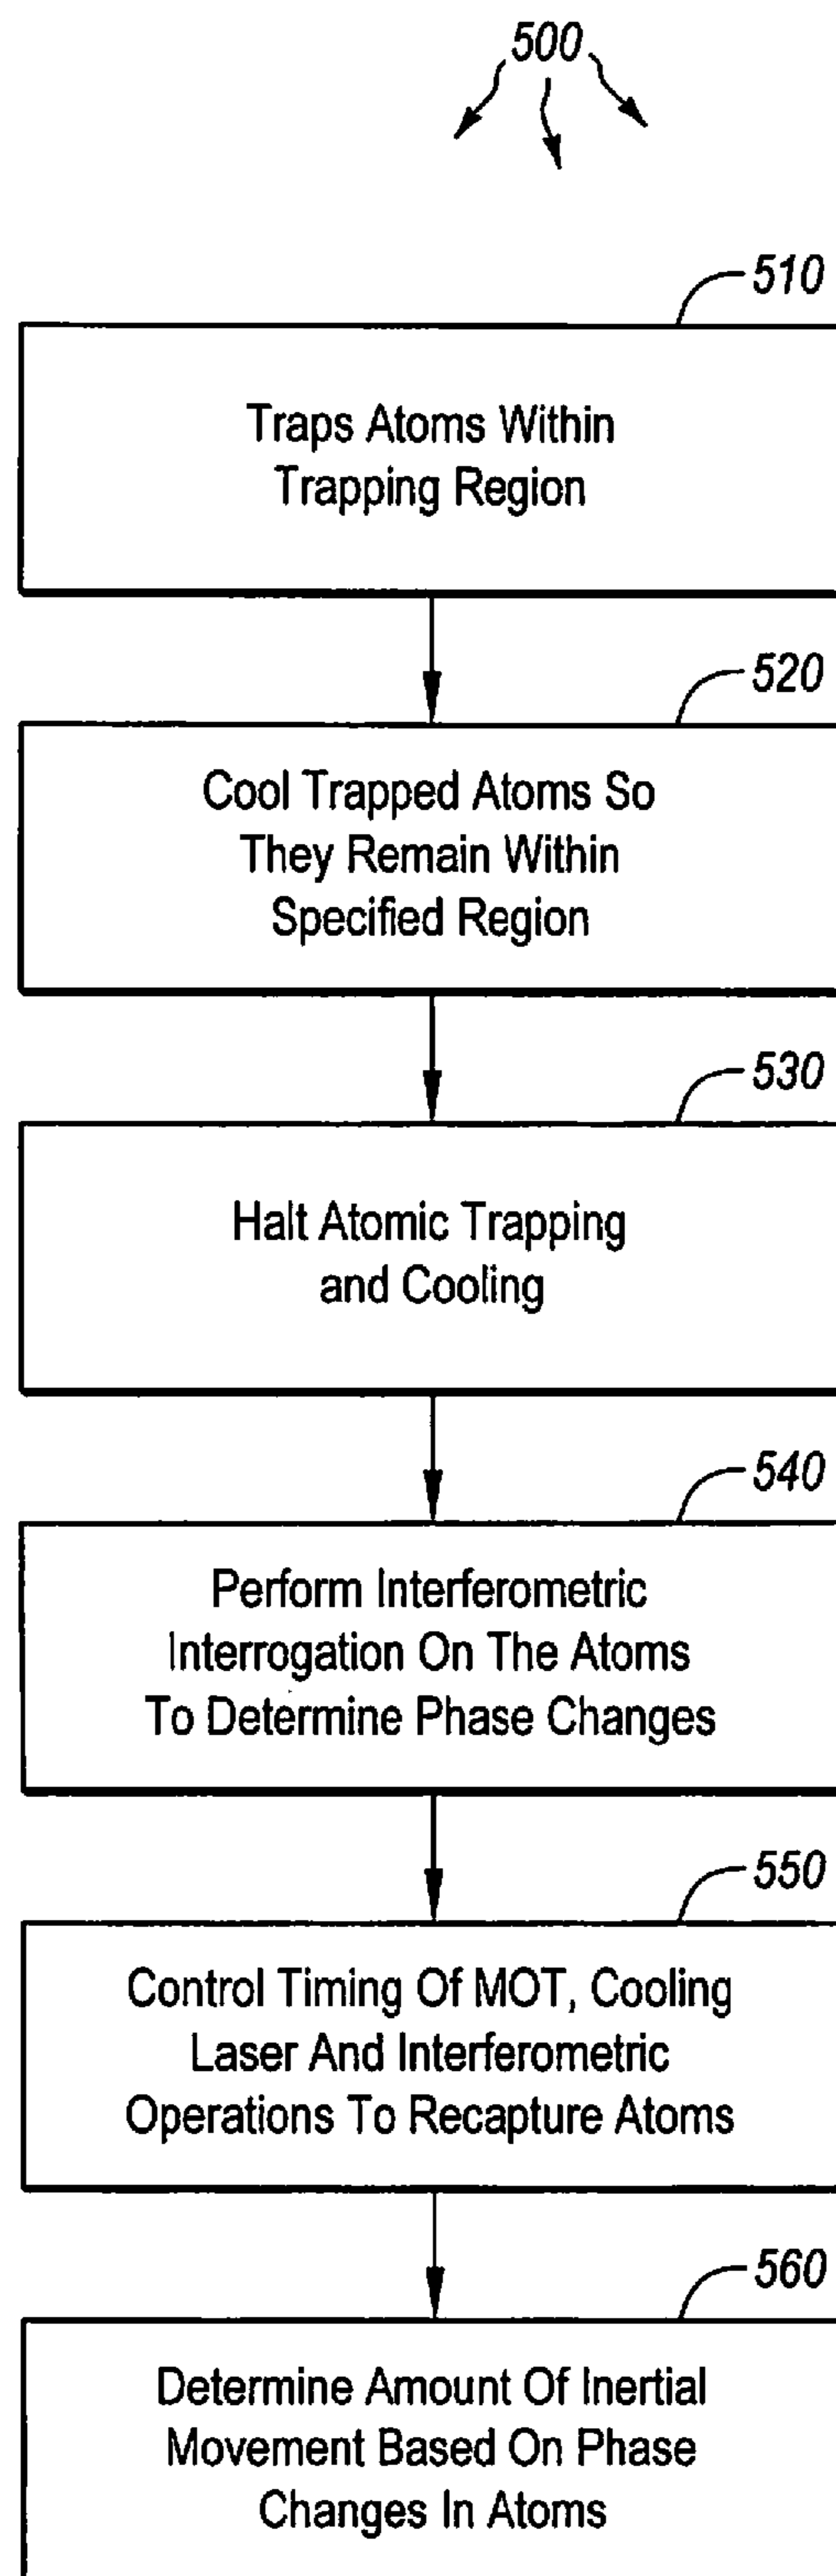 500
510
Traps Atoms Within
Trapping Region
520
Cool Trapped Atoms So
They Remain Within
Specified Region
530
Halt Atomic Trapping
and Cooling
540
Perform Interferometric
Interrogation On The Atoms
To Determine Phase Changes
550
Control Timing Of MOT, Cooling
Laser And Interferometric
Operations To Recapture Atoms
560
Determine Amount Of Inertial
Movement Based On Phase
Changes In Atoms